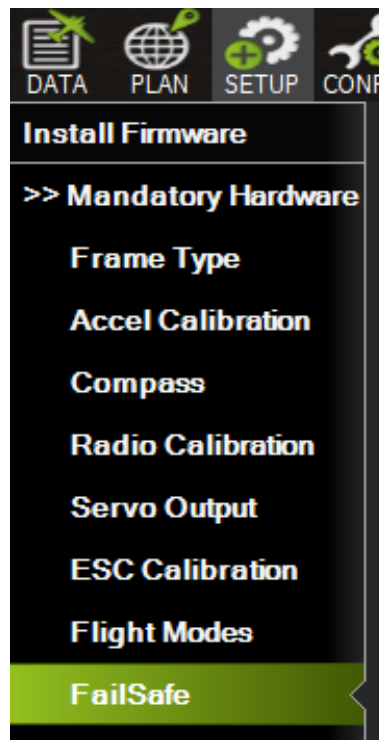 DATA PLAN SETUP CONF
Install Firmware
>> Mandatory Hardware
Frame Type
Accel Calibration
Compass
Radio Calibration
Servo Output
ESC Calibration
Flight Modes
FailSafe